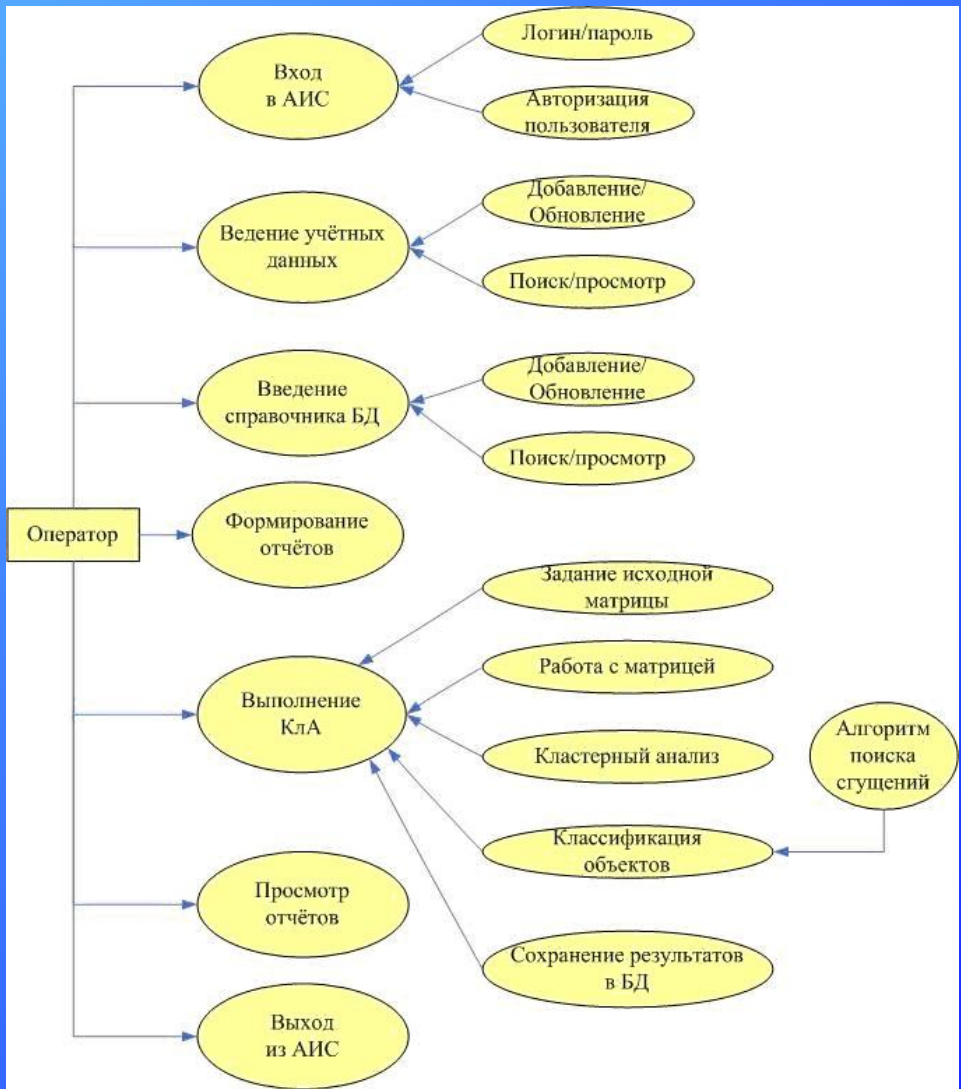 Логин/пароль
Вход
в АИС
Авторизация
пользователя
Добавление/
Обновление
Ведение учётных
данных
Поиск/просмотр
Введение
справочника БД
Добавление/
Обновление
Поиск/просмотр
Оператор
Формирование
отчётов
Задание исходной
матрицы
Работа с матрицей
Выполнение
КлА
Кластерный анализ
Алгоритм
поиска
сгущений
Классификация
объектов
Просмотр
отчётов
Сохранение результатов
в БД
Выход
из АИС